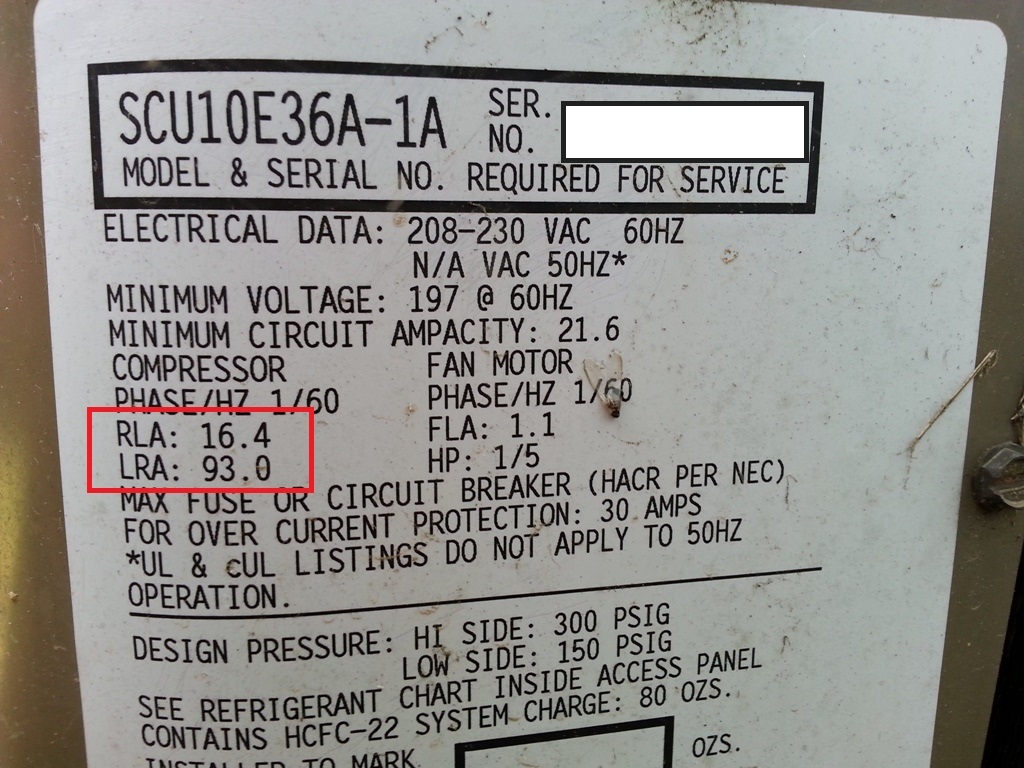 SCU10E36A-1A SER. NO.
MODEL & SERIAL NO. REQUIRED FOR SERVICE
ELECTRICAL DATA: 208-230 VAC 60HZ
N/A VAC 50HZ*
MINIMUM VOLTAGE: 197 @ 60HZ
MINIMUM CIRCUIT AMPACITY: 21.6
COMPRESSOR FAN MOTOR
PHASE/HZ 1/60 PHASE/HZ 1/60
RLA: 16.4 FLA: 1.1
LRA: 93.0 HP: 1/5
MAX FUSE OR CIRCUIT BREAKER (HACR PER NEC)
FOR OVER CURRENT PROTECTION: 30 AMPS
*UL & cUL LISTINGS DO NOT APPLY TO 50HZ
OPERATION.
DESIGN PRESSURE: HI SIDE: 300 PSIG
LOW SIDE: 150 PSIG
SEE REFRIGERANT CHART INSIDE ACCESS PANEL
CONTAINS HCFC-22 SYSTEM CHARGE: 80 OZS.
INSTALLER TO MARK OZS.